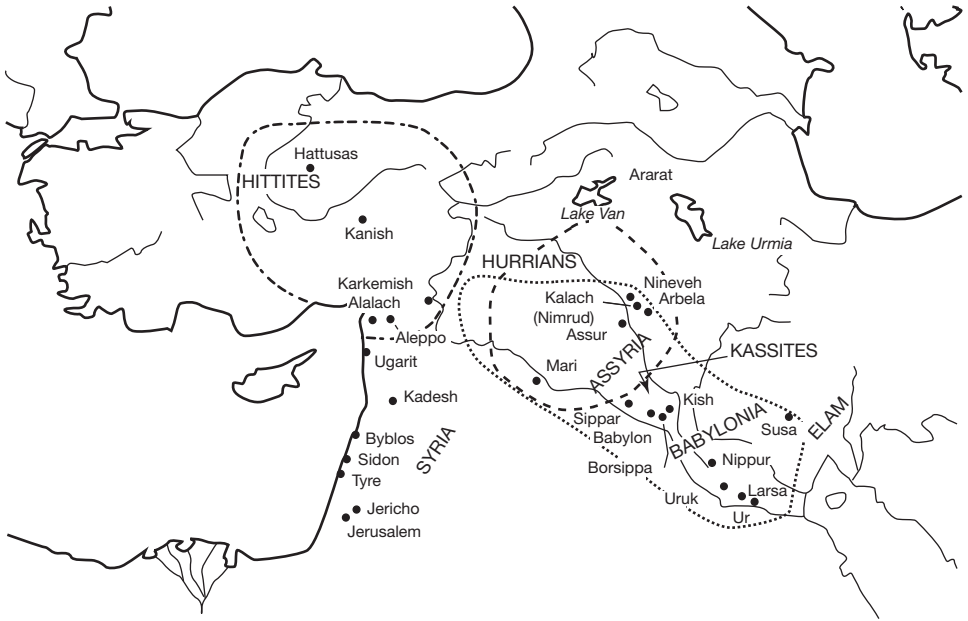 Hattusas
HITTITES
Kanish
Ararat
Lake Van
Lake Urmia
HURRIANS
Karkemish
Alalach
Aleppo
Ugarit
Nineveh
Arbela
Kalach
(Nimrud)
Assur
ASSYRIA
KASSITES
Mari
Kadesh
SYRIA
Byblos
Sidon
Tyre
Jericho
Jerusalem
Sippar
Kish
Babylon
BABYLONIA
Borsippa
Susa
ELAM
Nippur
Uruk
Larsa
Ur